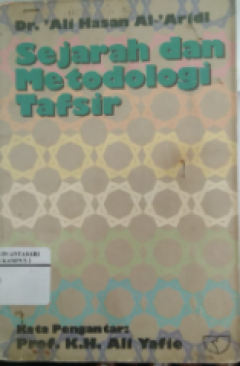 Dr. 'Ali Hasan Al-'Aridl
Sejarah dan
Metodologi
Tafsir
Kata Pengantar:
Prof. K.H. Ali Yafie